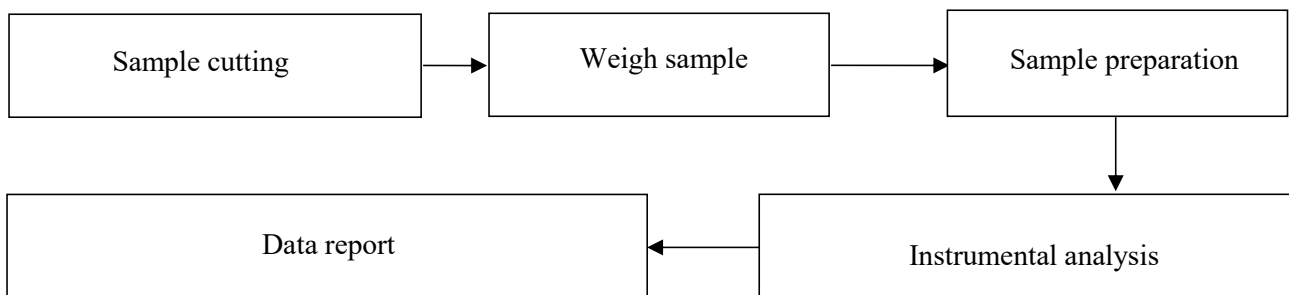 Sample cutting
Weigh sample
Sample preparation
Data report
Instrumental analysis